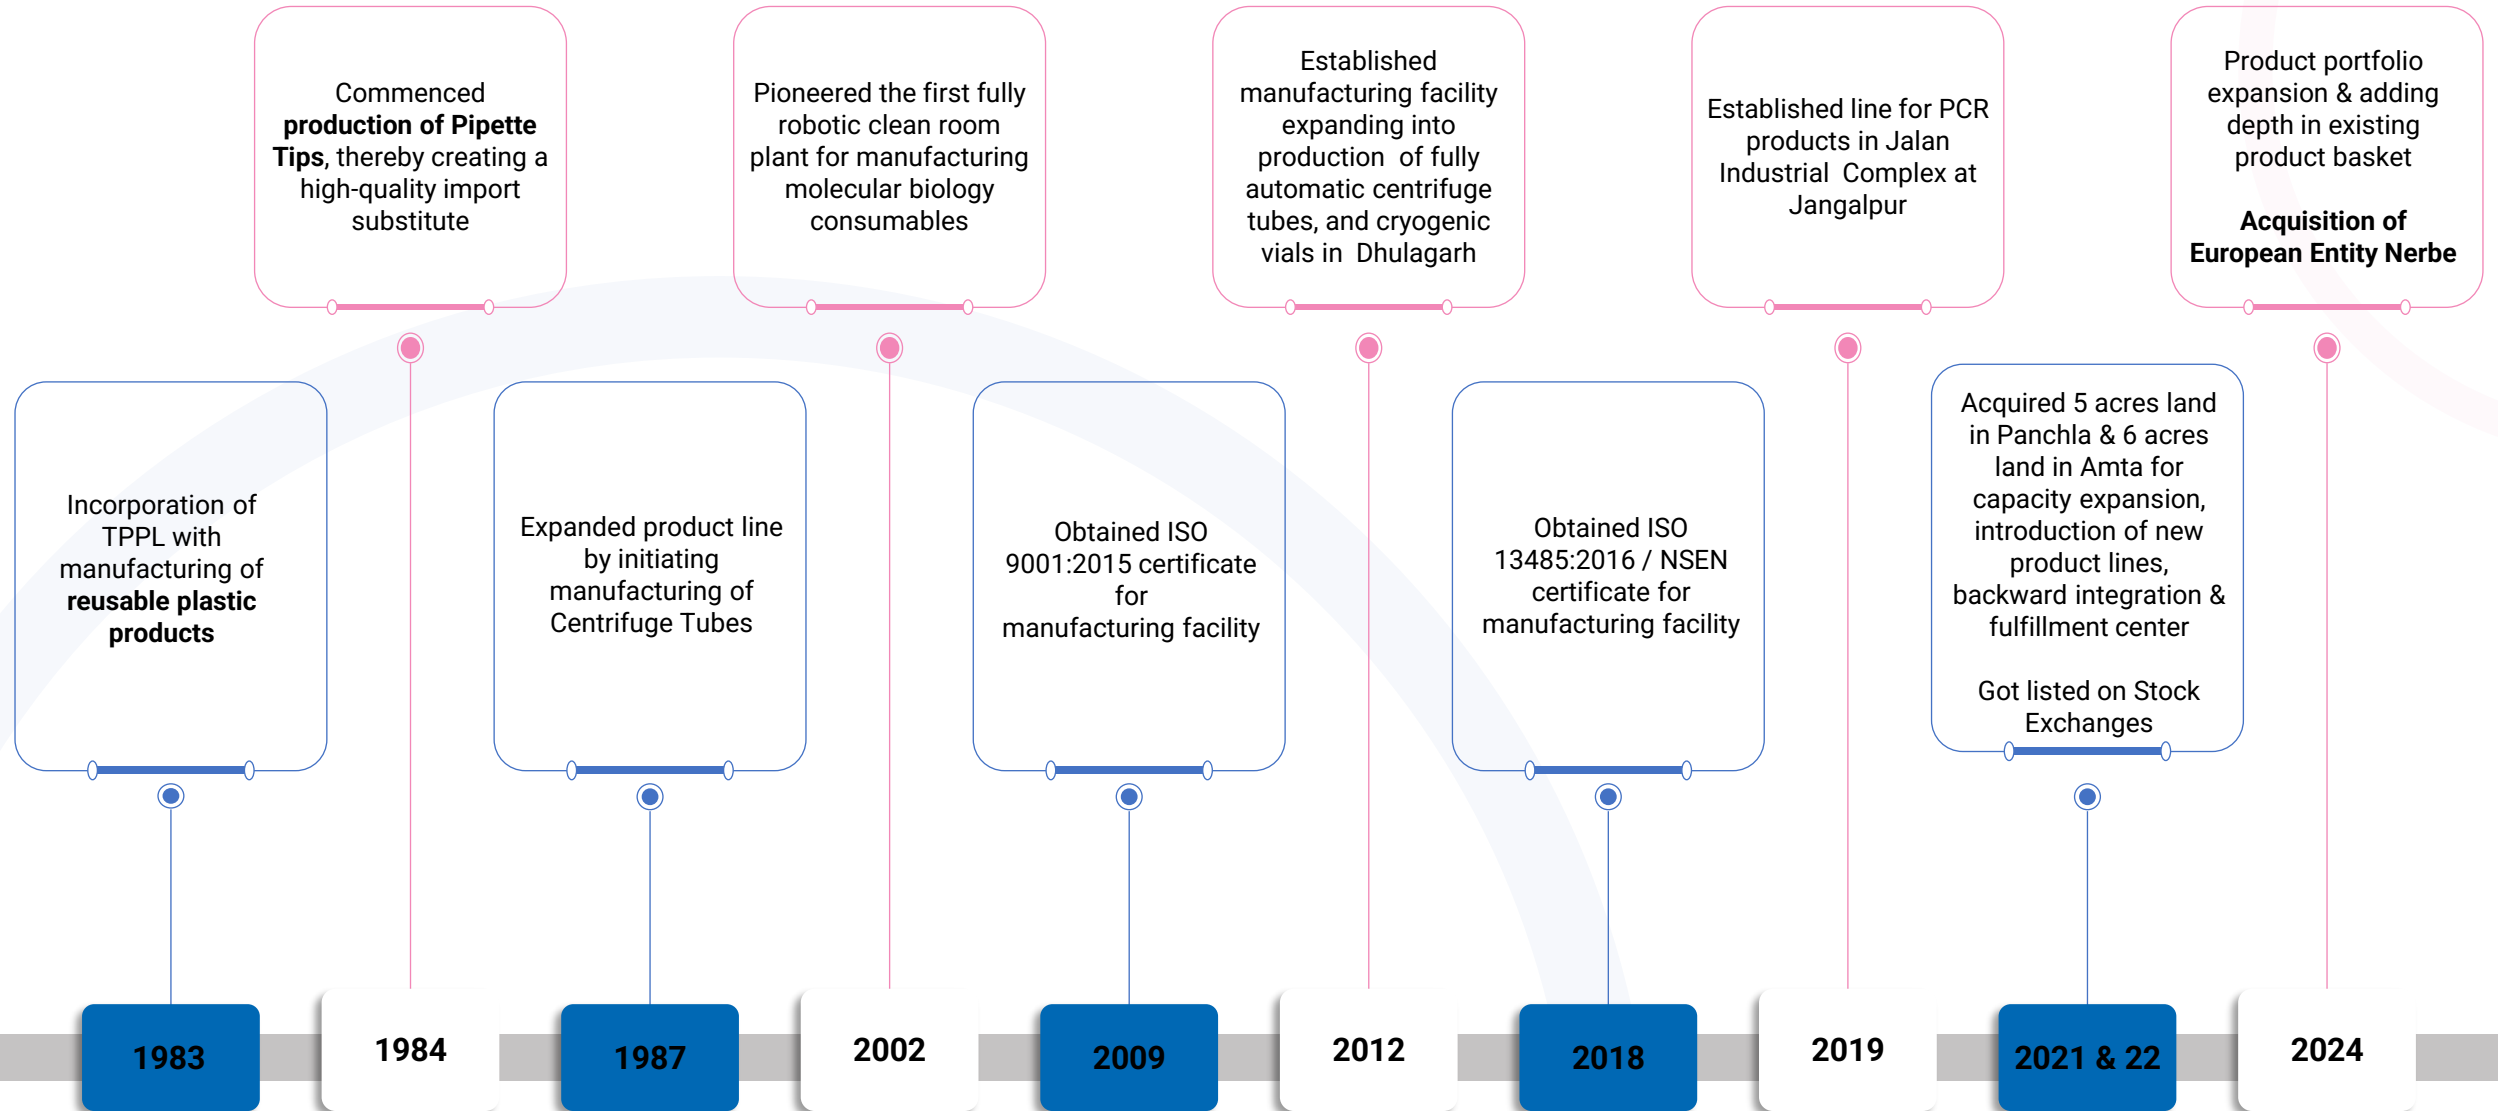 Commenced
production of Pipette
Tips, thereby creating a
high-quality import
substitute
Pioneered the first fully
robotic clean room
plant for manufacturing
molecular biology
consumables
Established
manufacturing facility
expanding into
production of fully
automatic centrifuge
tubes, and cryogenic
vials in Dhulagarh
Established line for PCR
products in Jalan
Industrial Complex at
Jangalpur
Product portfolio
expansion & adding
depth in existing
product basket
Acquisition of
European Entity Nerbe
Incorporation of
TPPL with
manufacturing of
reusable plastic
products
Expanded product line
by initiating
manufacturing of
Centrifuge Tubes
Obtained ISO
9001:2015 certificate
for
manufacturing facility
Obtained ISO
13485:2016 / NSEN
certificate for
manufacturing facility
Acquired 5 acres land
in Panchla & 6 acres
land in Amta for
capacity expansion,
introduction of new
product lines,
backward integration &
fulfillment center
Got listed on Stock
Exchanges
1983
1984
1987
2002
2009
2012
2018
2019
2021 & 22
2024